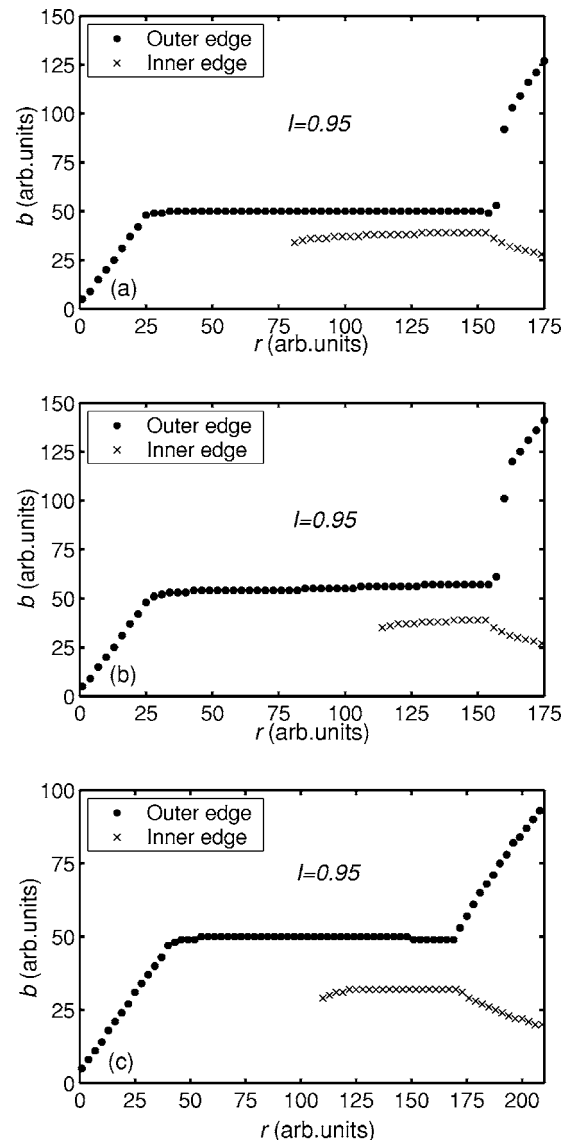 150
Outer edge
Inner edge
125
100
l=0.95
b (arb.units)
75
50
25
(a)
0
0 25 50 75 100 125 150 175
r (arb.units)
150
Outer edge
Inner edge
125
100
l=0.95
b (arb.units)
75
50
25
(b)
0
0 25 50 75 100 125 150 175
r (arb.units)
100
Outer edge
Inner edge
75
l=0.95
b (arb.units)
50
25
(c)
0
0 25 50 75 100 125 150 175 200
r (arb.units)